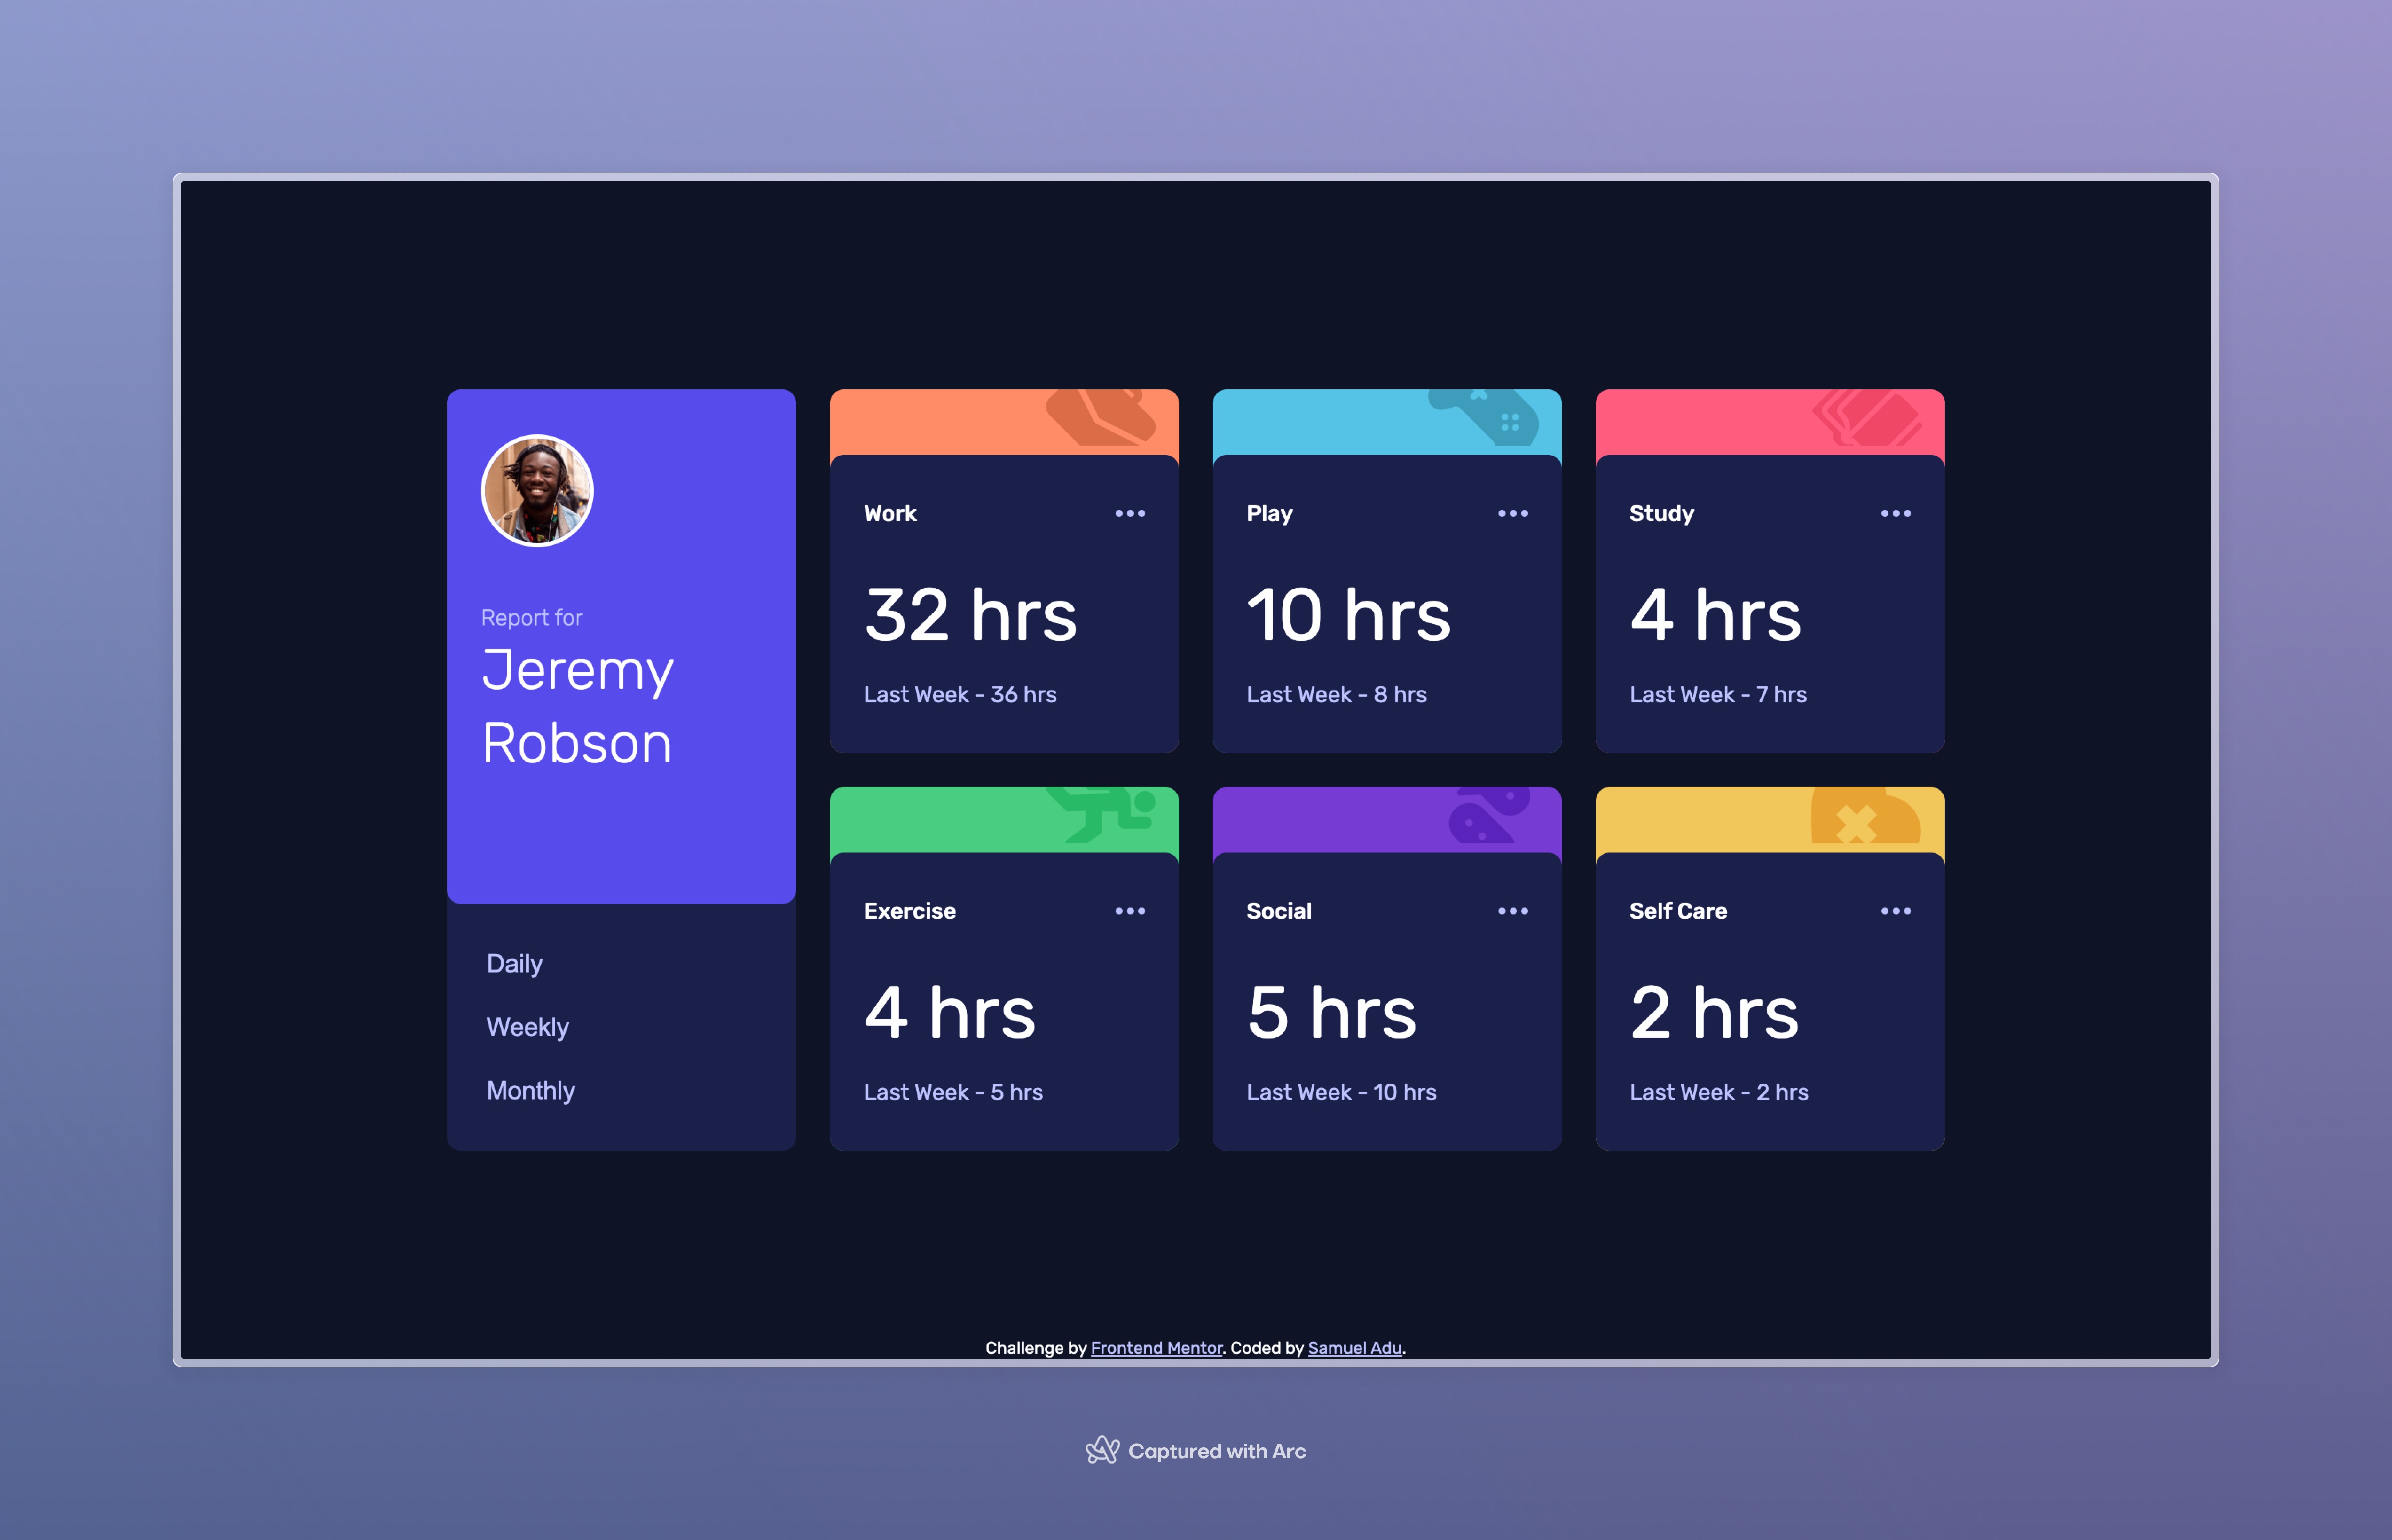 Report for
Jeremy
Robson
Daily
Weekly
Monthly
Work
32 hrs
Last Week - 36 hrs
Play
10 hrs
Last Week - 8 hrs
Study
4 hrs
Last Week - 7 hrs
Exercise
4 hrs
Last Week - 5 hrs
Social
5 hrs
Last Week - 10 hrs
Self Care
2 hrs
Last Week - 2 hrs
Challenge by Frontend Mentor. Coded by Samuel Adu.
Captured with Arc